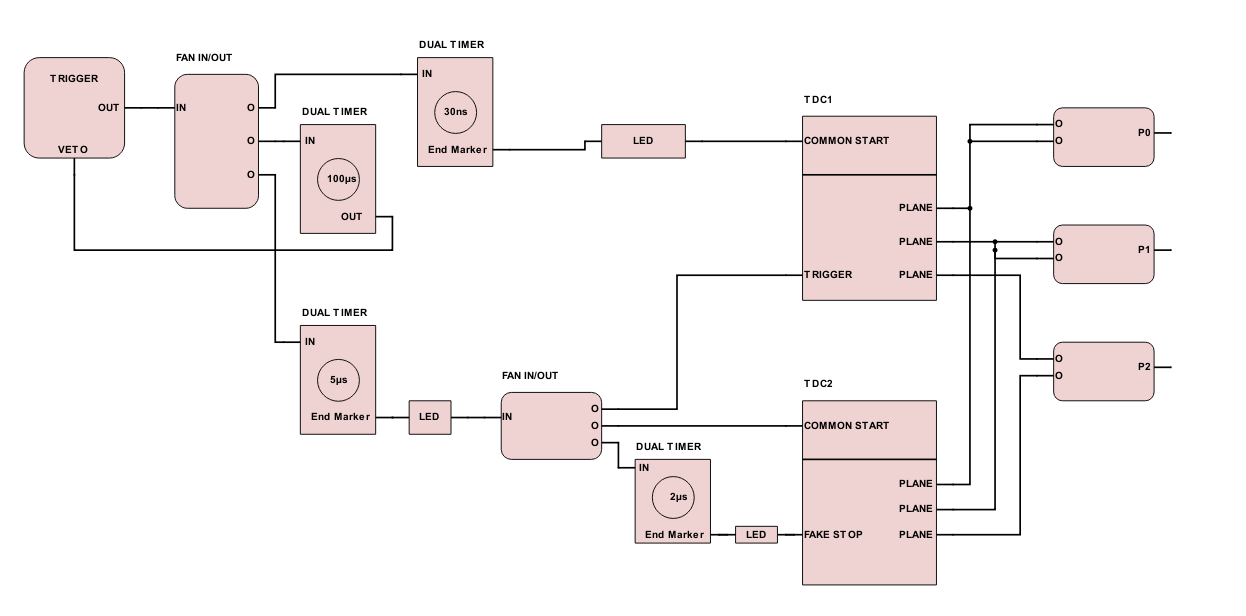 TRIGGER
OUT
VETO
FAN IN/OUT
IN
O
O
O
DUAL TIMER
IN
30ns
End Marker
DUAL TIMER
IN
100µs
OUT
LED
TDC1
COMMON START
PLANE
PLANE
TRIGGER
PLANE
O
O
P0
O
O
P1
O
O
P2
DUAL TIMER
IN
5µs
End Marker
LED
FAN IN/OUT
IN
O
O
O
DUAL TIMER
IN
2µs
End Marker
LED
TDC2
COMMON START
PLANE
PLANE
FAKE STOP
PLANE